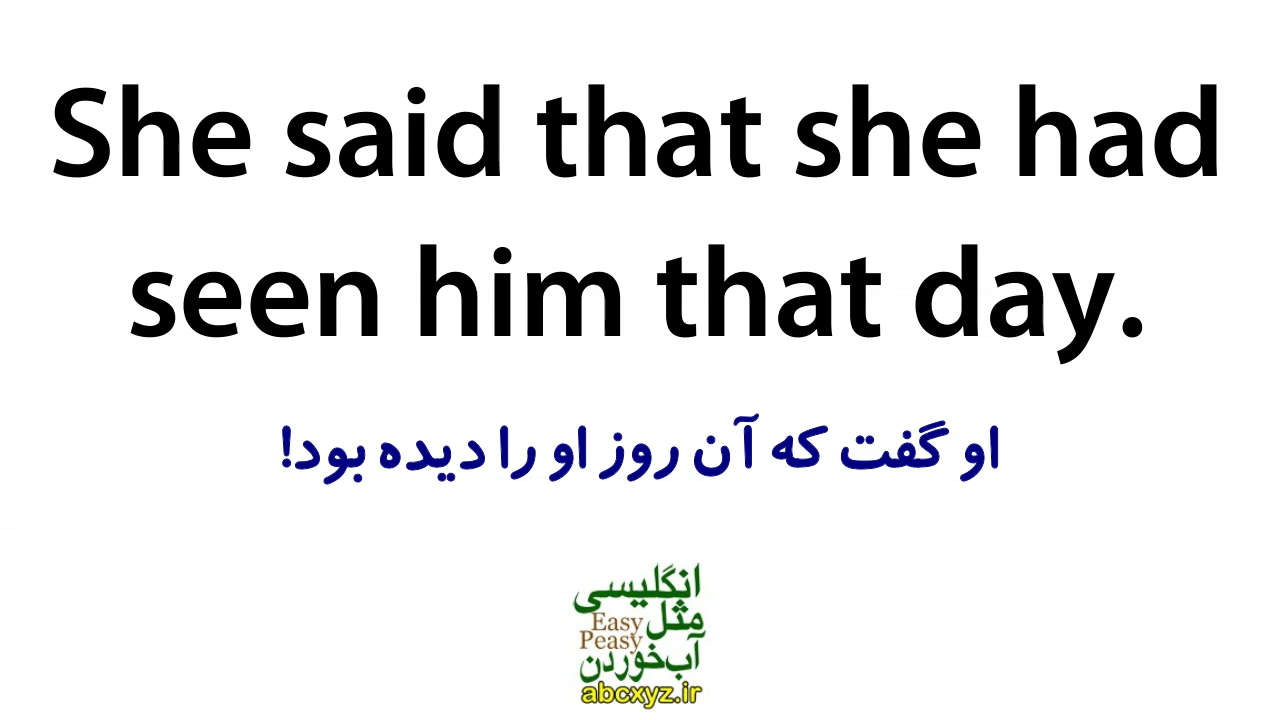 She said that she had
seen him that day.
او گفت که آن روز او را دیده بود!
انگلیسی
مثل
Easy
Peasy
آب‌خوردن
abcxyz.ir